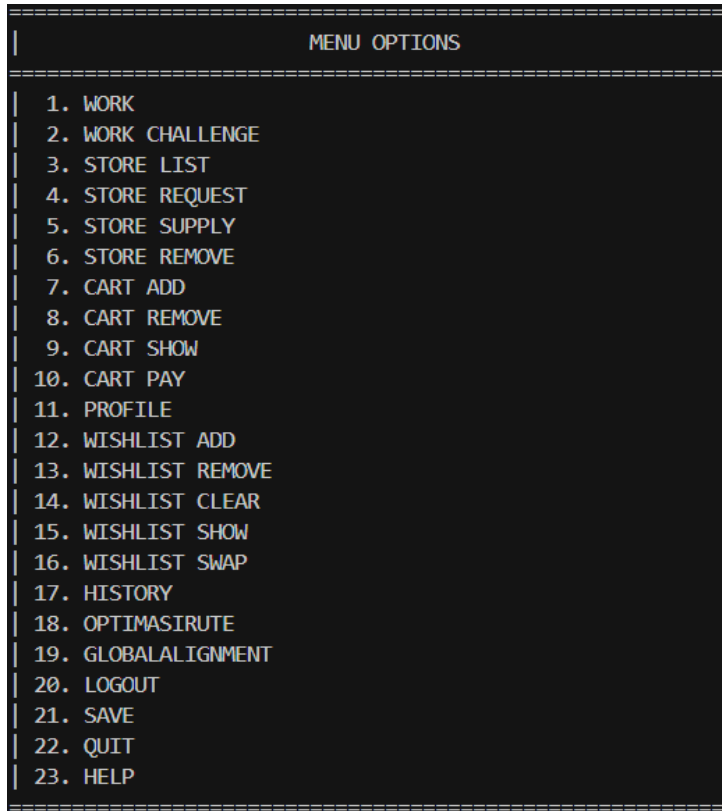 =========================================================
| MENU OPTIONS
=========================================================
| 1. WORK
| 2. WORK CHALLENGE
| 3. STORE LIST
| 4. STORE REQUEST
| 5. STORE SUPPLY
| 6. STORE REMOVE
| 7. CART ADD
| 8. CART REMOVE
| 9. CART SHOW
| 10. CART PAY
| 11. PROFILE
| 12. WISHLIST ADD
| 13. WISHLIST REMOVE
| 14. WISHLIST CLEAR
| 15. WISHLIST SHOW
| 16. WISHLIST SWAP
| 17. HISTORY
| 18. OPTIMASIRUTE
| 19. GLOBALALIGNMENT
| 20. LOGOUT
| 21. SAVE
| 22. QUIT
| 23. HELP
=========================================================